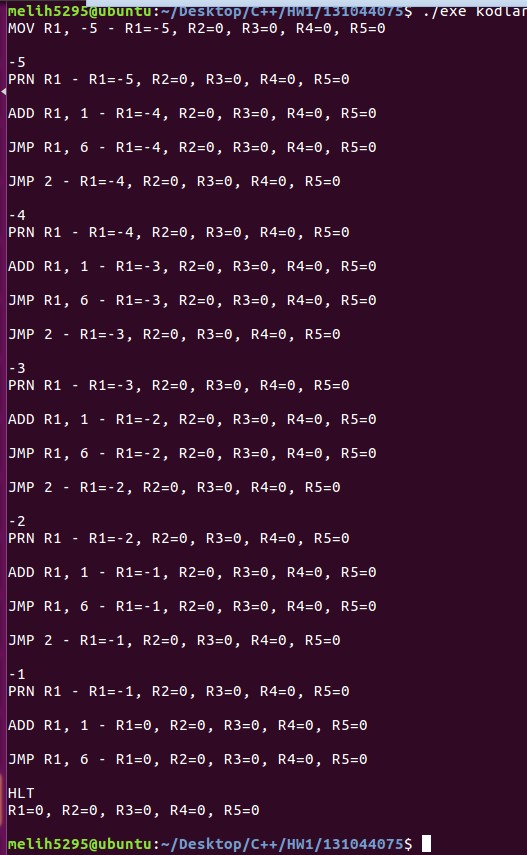 melih5295@ubuntu:~/Desktop/C++/HW1/131044075$ ./exe kodlar
MOV R1, -5 - R1=-5, R2=0, R3=0, R4=0, R5=0
-5
PRN R1 - R1=-5, R2=0, R3=0, R4=0, R5=0
ADD R1, 1 - R1=-4, R2=0, R3=0, R4=0, R5=0
JMP R1, 6 - R1=-4, R2=0, R3=0, R4=0, R5=0
JMP 2 - R1=-4, R2=0, R3=0, R4=0, R5=0
-4
PRN R1 - R1=-4, R2=0, R3=0, R4=0, R5=0
ADD R1, 1 - R1=-3, R2=0, R3=0, R4=0, R5=0
JMP R1, 6 - R1=-3, R2=0, R3=0, R4=0, R5=0
JMP 2 - R1=-3, R2=0, R3=0, R4=0, R5=0
-3
PRN R1 - R1=-3, R2=0, R3=0, R4=0, R5=0
ADD R1, 1 - R1=-2, R2=0, R3=0, R4=0, R5=0
JMP R1, 6 - R1=-2, R2=0, R3=0, R4=0, R5=0
JMP 2 - R1=-2, R2=0, R3=0, R4=0, R5=0
-2
PRN R1 - R1=-2, R2=0, R3=0, R4=0, R5=0
ADD R1, 1 - R1=-1, R2=0, R3=0, R4=0, R5=0
JMP R1, 6 - R1=-1, R2=0, R3=0, R4=0, R5=0
JMP 2 - R1=-1, R2=0, R3=0, R4=0, R5=0
-1
PRN R1 - R1=-1, R2=0, R3=0, R4=0, R5=0
ADD R1, 1 - R1=0, R2=0, R3=0, R4=0, R5=0
JMP R1, 6 - R1=0, R2=0, R3=0, R4=0, R5=0
HLT
R1=0, R2=0, R3=0, R4=0, R5=0
melih5295@ubuntu:~/Desktop/C++/HW1/131044075$